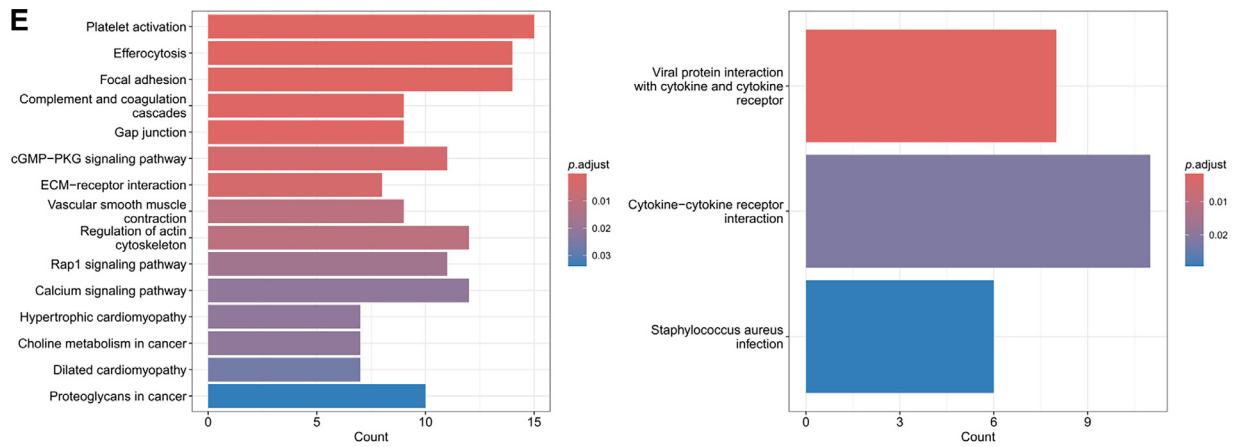 E
Platelet activation
Efferocytosis
Focal adhesion
Complement and coagulation
cascades
Gap junction
cGMP−PKG signaling pathway
ECM−receptor interaction
Vascular smooth muscle
contraction
Regulation of actin
cytoskeleton
Rap1 signaling pathway
Calcium signaling pathway
Hypertrophic cardiomyopathy
Choline metabolism in cancer
Dilated cardiomyopathy
Proteoglycans in cancer
0 5 10 15
Count
p.adjust
0.01
0.02
0.03
Viral protein interaction
with cytokine and cytokine
receptor
Cytokine−cytokine receptor
interaction
Staphylococcus aureus
infection
0 3 6 9
Count
p.adjust
0.01
0.02